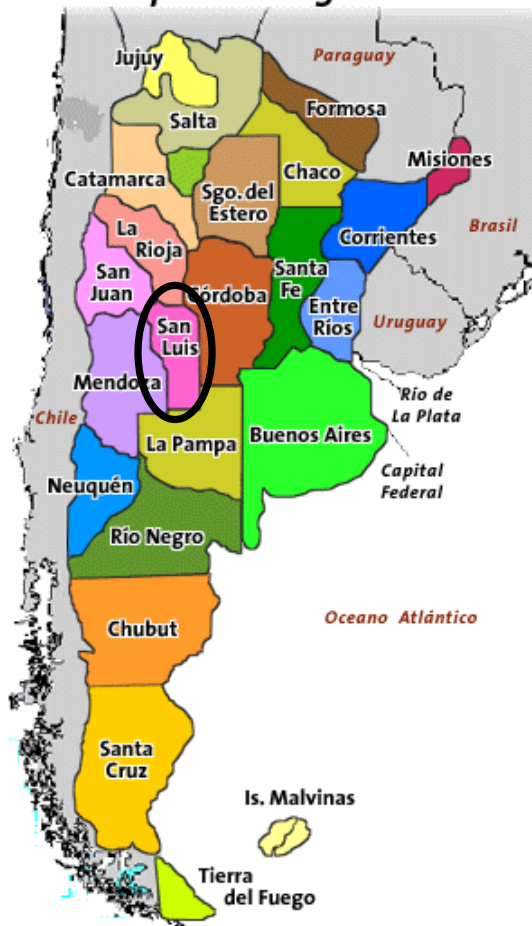 Jujuy
Paraguay
Formosa
Salta
Misiones
Chaco
Catamarca
Sgo. del
Estero
La
Rioja
Corrientes
Brasil
San
Juan
Santa
Fe
Córdoba
Entre
Ríos
San
Luis
Uruguay
Mendoza
Río de
La Plata
Chile
Buenos Aires
La Pampa
Capital
Federal
Neuquén
Río Negro
Oceano Atlántico
Chubut
Santa
Cruz
Is. Malvinas
Tierra
del Fuego